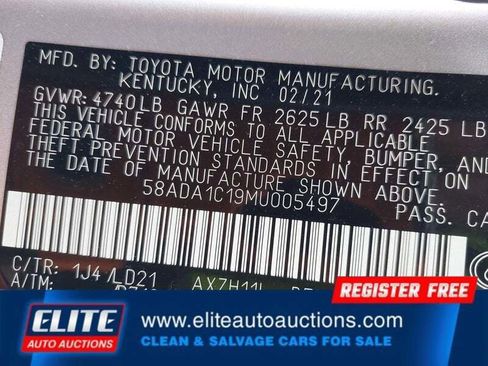 MFD. BY: TOYOTA MOTOR MANUFACTURING.
KENTUCKY, INC 02/21
GVWR: 4740LB GAWR FR 2625LB RR 2425 LB
THIS VEHICLE CONFORMS TO ALL APPLICABLE
FEDERAL MOTOR VEHICLE SAFETY, BUMPER, AND
THEFT PREVENTION STANDARDS IN EFFECT ON
THE DATE OF MANUFACTURE SHOWN ABOVE.
58ADA1C19MU005497 PASS. CA
C/TR: 1J4 / LD21
A/TM:
AXZH11L
REGISTER FREE!
ELITE
AUTO AUCTIONS
www.eliteautoauctions.com
CLEAN & SALVAGE CARS FOR SALE